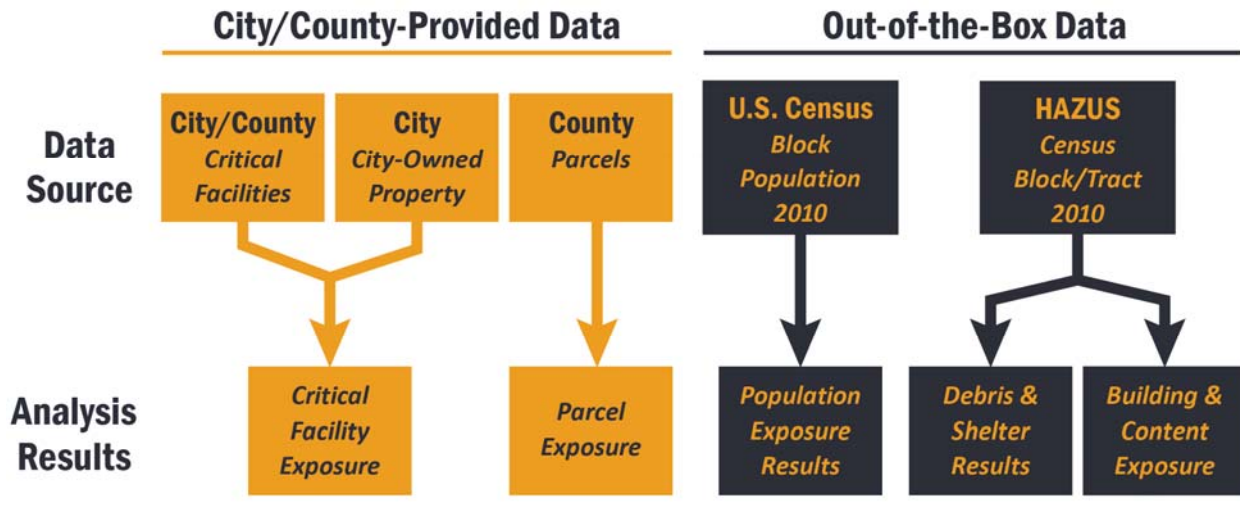 City/County-Provided Data
Out-of-the-Box Data
Data
Source
City/County
Critical
Facilities
City
City-Owned
Property
County
Parcels
U.S. Census
Block
Population
2010
HAZUS
Census
Block/Tract
2010
Analysis
Results
Critical
Facility
Exposure
Parcel
Exposure
Population
Exposure
Results
Debris &
Shelter
Results
Building &
Content
Exposure